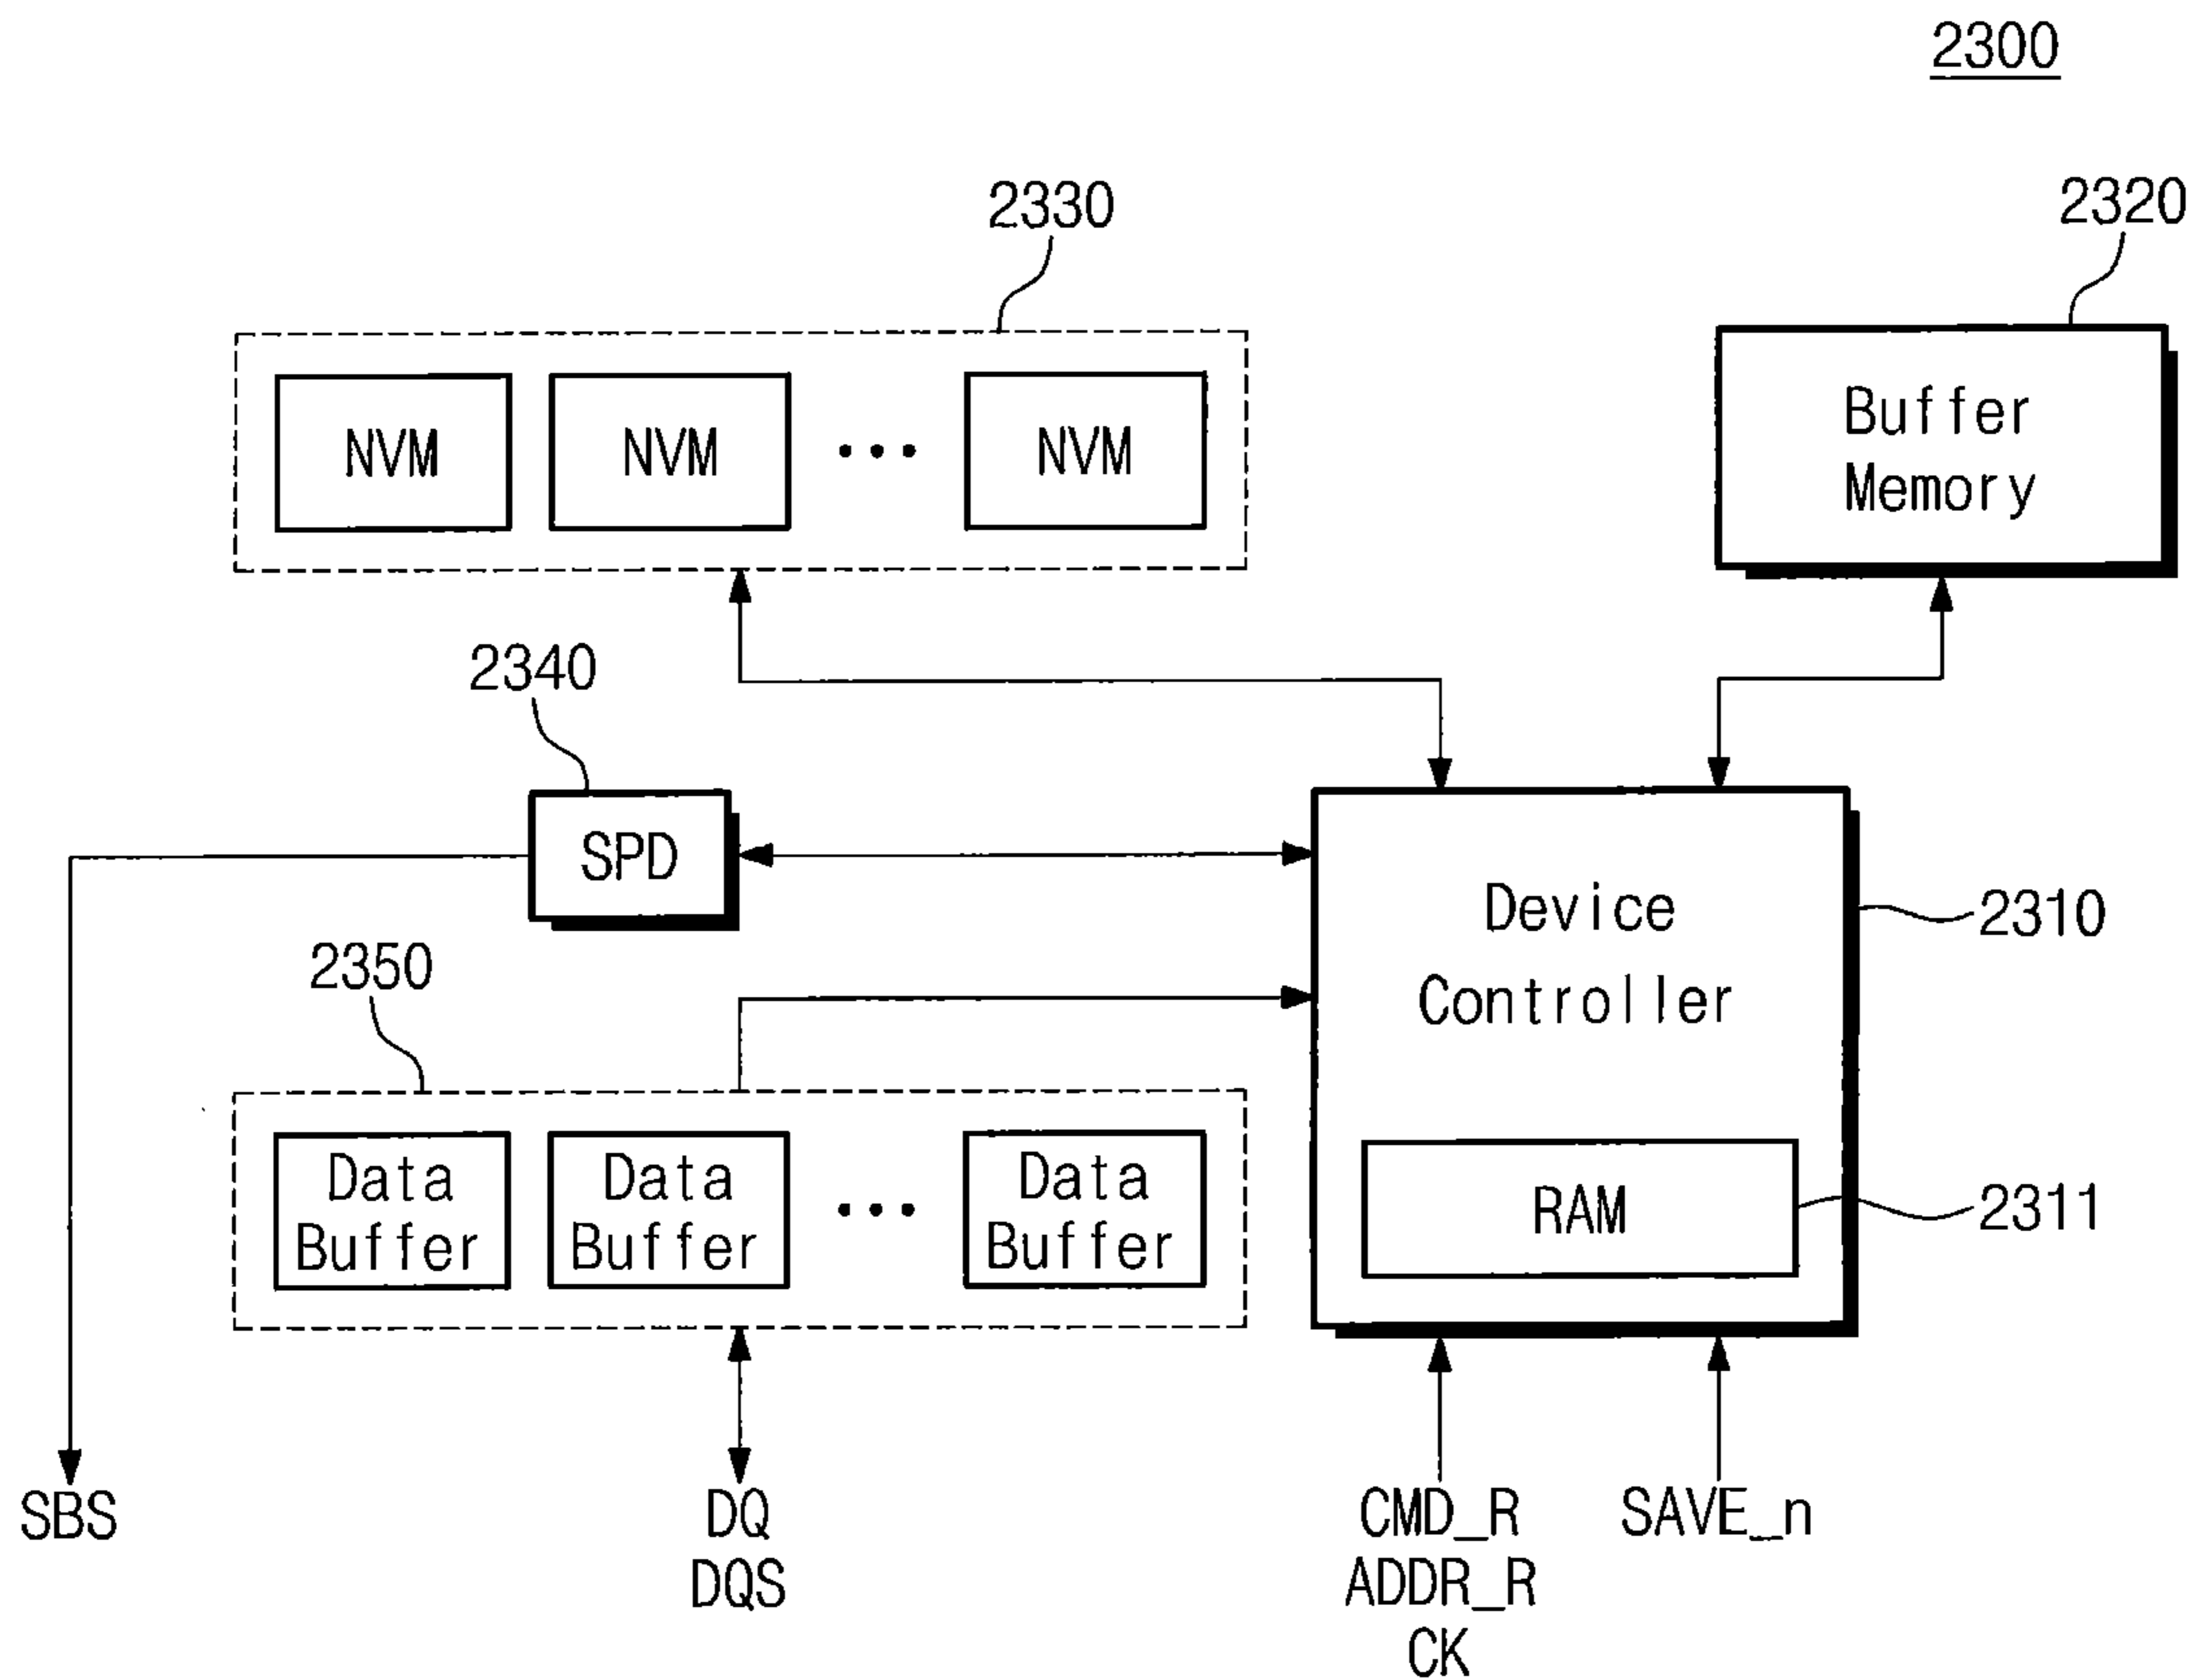 2300
2330
2320
NVM
NVM
NVM
Buffer
Memory
2340
SPD
Device
Controller
2310
2350
Data
Buffer
Data
Buffer
Data
Buffer
RAM
2311
SBS
DQ
DQS
CMD_R
ADDR_R
CK
SAVE_n